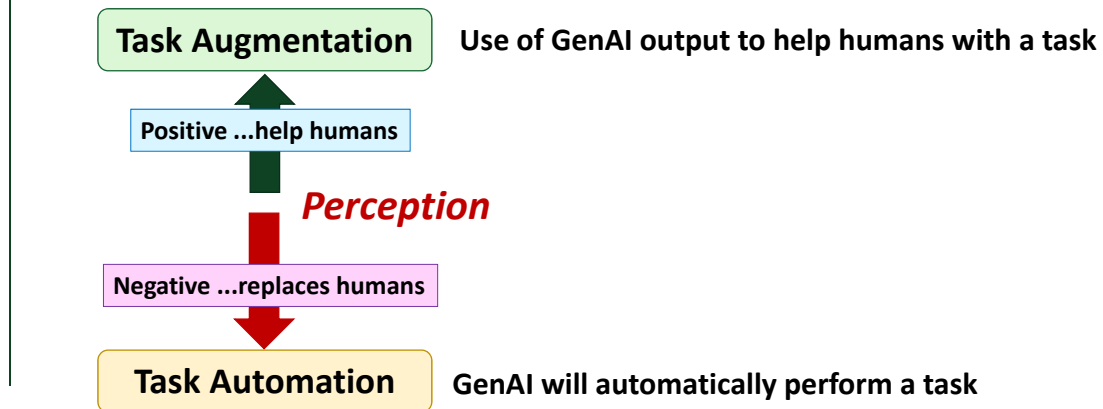 Task Augmentation
Use of GenAI output to help humans with a task
Positive ...help humans
Perception
Negative ...replaces humans
Task Automation
GenAI will automatically perform a task